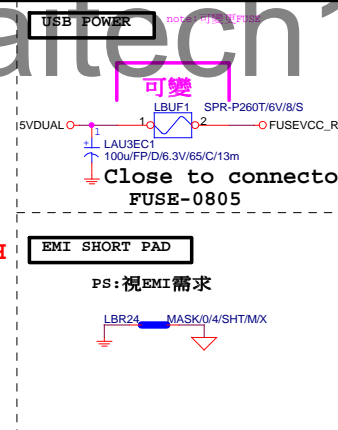 USB POWER
note:可變更FUSE
aitech1
可變
LBUF1 SPR-P260T/6V/8/S
5VDUAL 1 2 FUSEVCC_R
1
+
LAU3EC1
100u/FP/D/6.3V/65/C/13m
Close to connecto
FUSE-0805
EMI SHORT PAD
PS:視EMI需求
LBR24 MASK/0/4/SHT/M/X